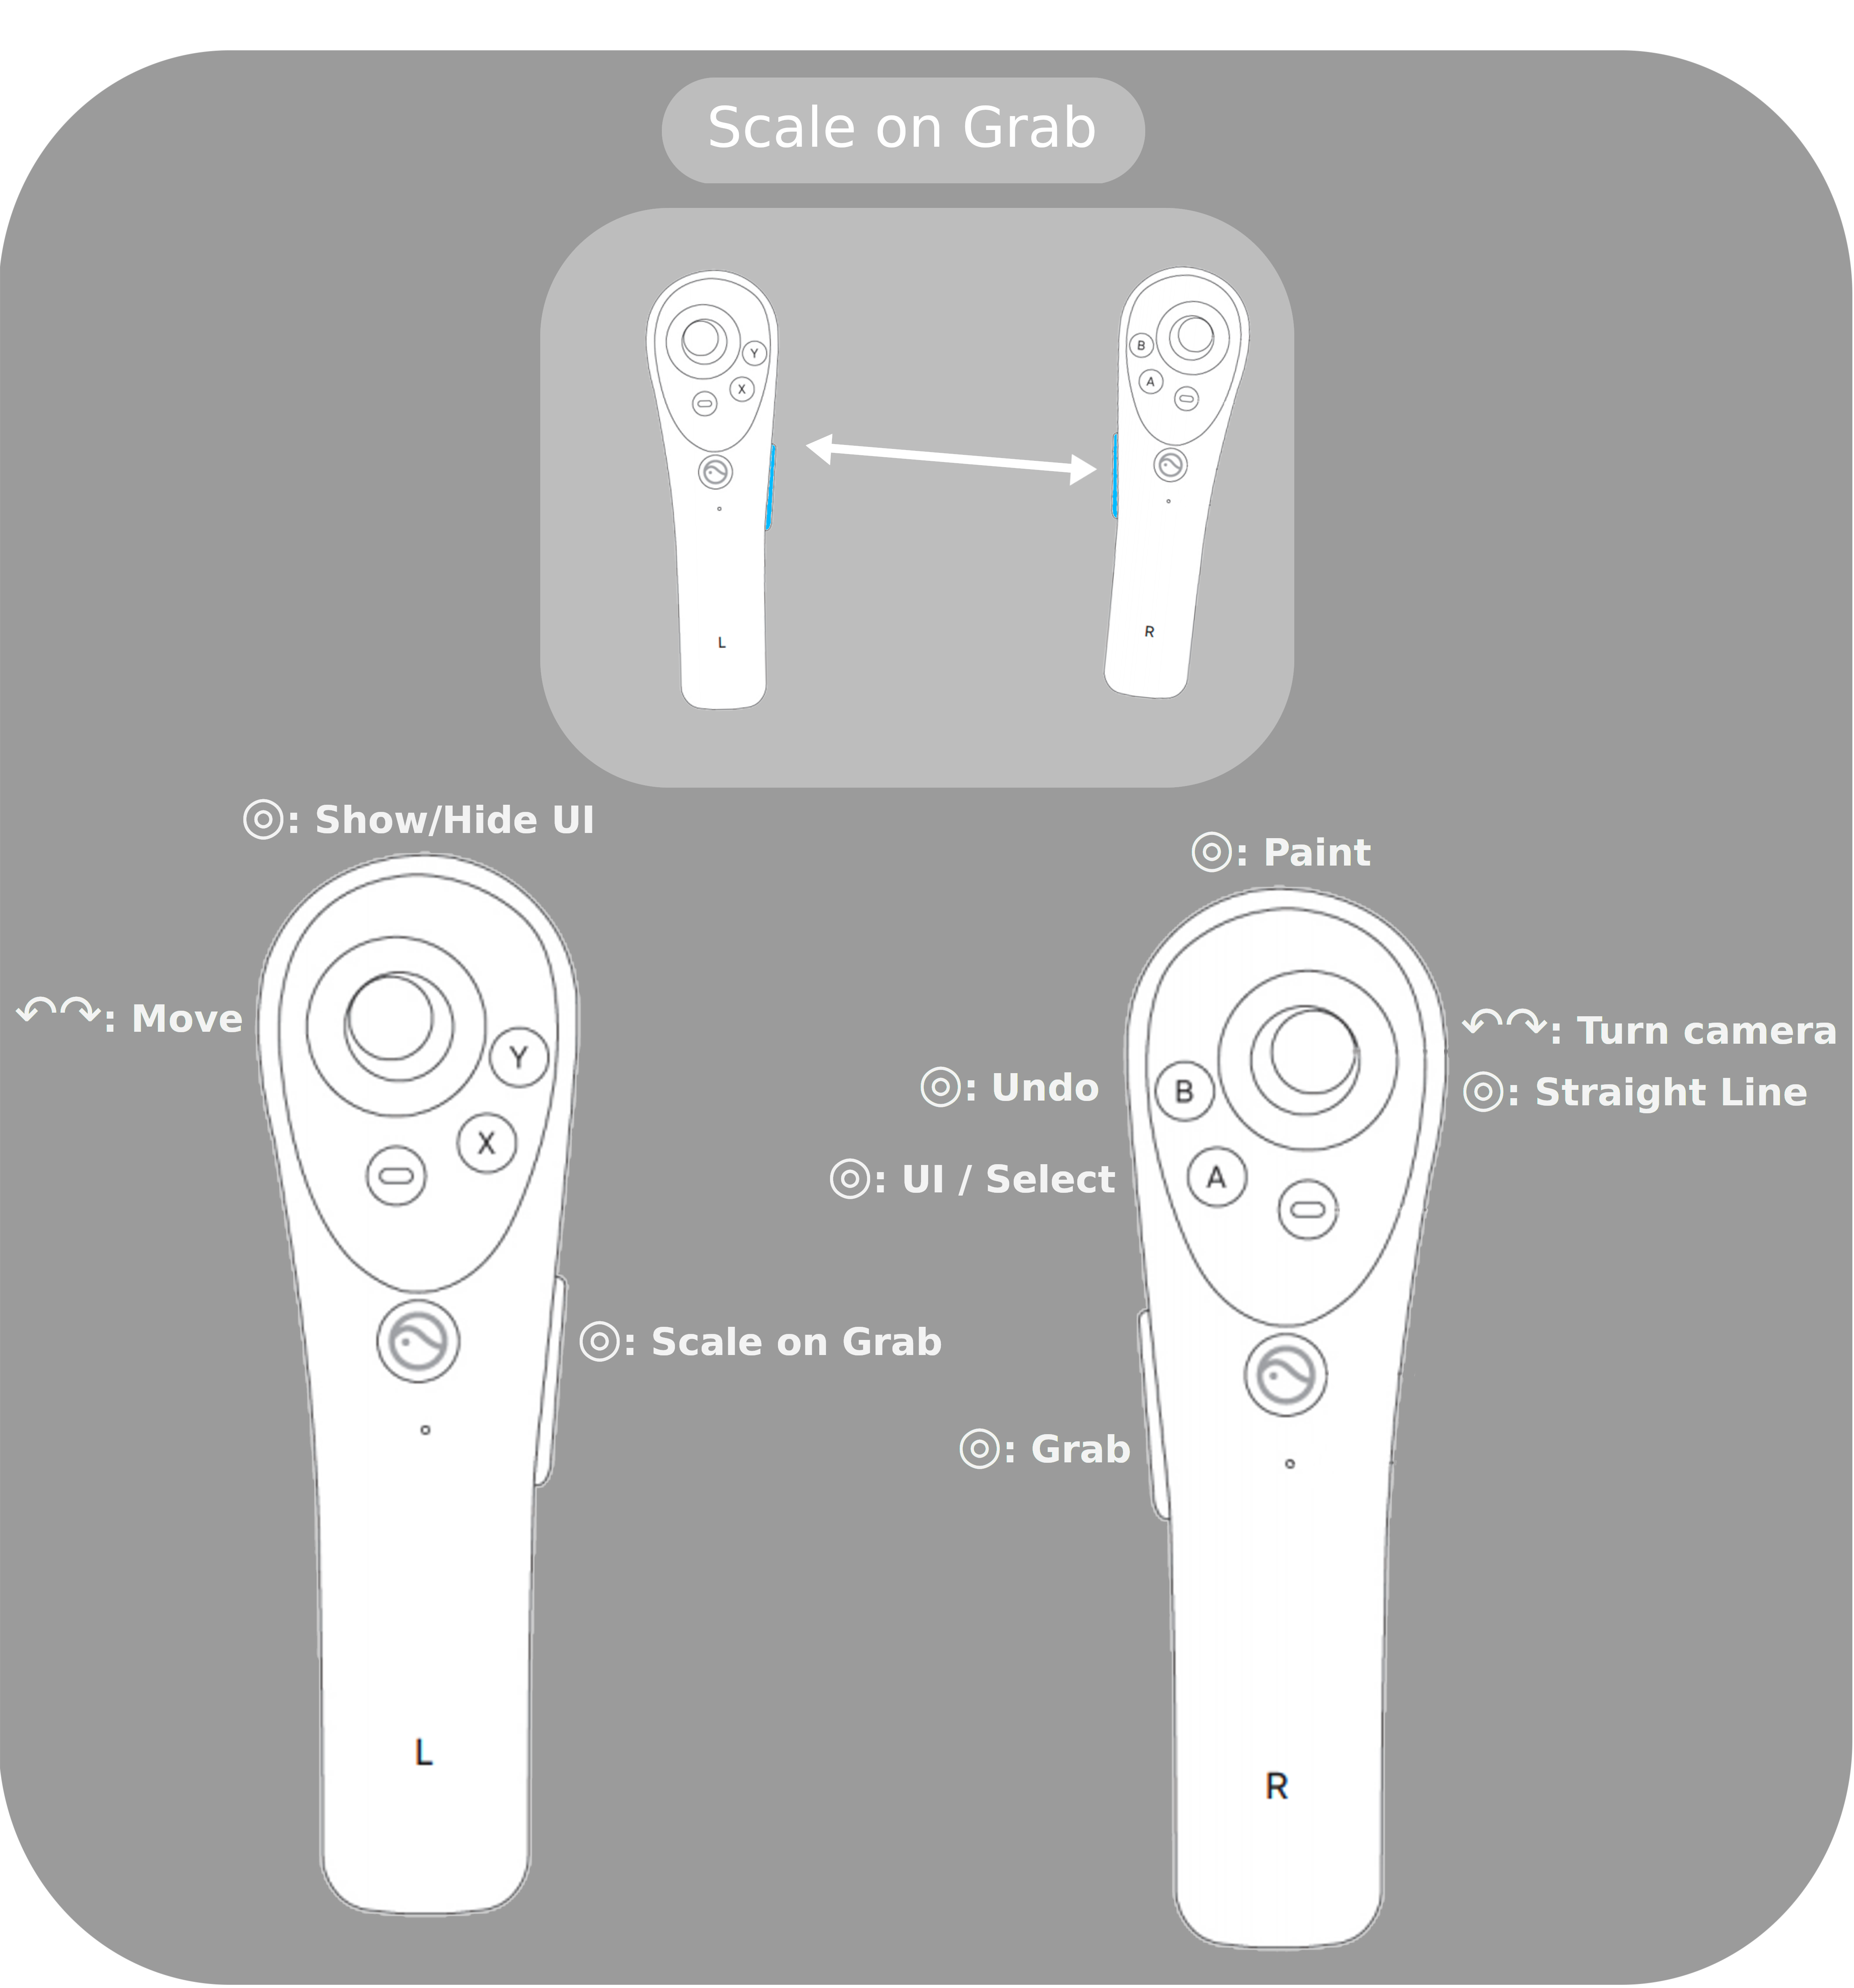 Scale on Grab
Y
X
L
B
A
R
◎: Show/Hide UI
◎: Paint
↶↷: Move
Y
X
L
◎: Scale on Grab
◎: Undo
◎: UI / Select
◎: Grab
B
A
R
↶↷: Turn camera
◎: Straight Line